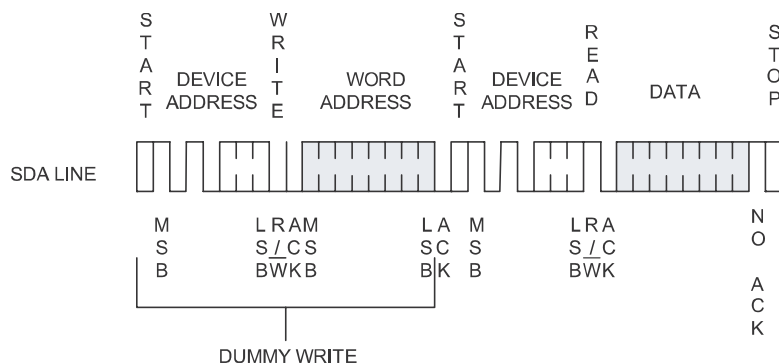 START
WRITE
START
READ
STOP
DEVICE
ADDRESS
WORD
ADDRESS
DEVICE
ADDRESS
DATA
SDA LINE
MSB
LSB
R/W
ACK
MSB
LSB
ACK
MSB
LSB
R/W
ACK
NO ACK
DUMMY WRITE